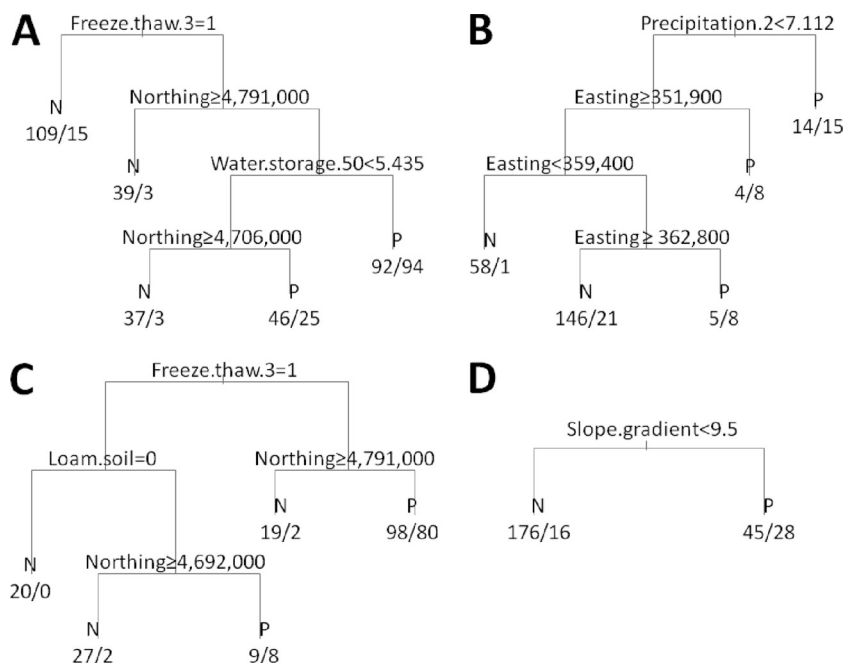 A
Freeze.thaw.3=1
N
109/15
Northing≥4,791,000
N
39/3
Water.storage.50<5.435
Northing≥4,706,000
P
92/94
N
37/3
P
46/25
B
Precipitation.2<7.112
Easting≥351,900
P
14/15
Easting<359,400
P
4/8
N
58/1
Easting≥ 362,800
N
146/21
P
5/8
C
Freeze.thaw.3=1
Loam.soil=0
Northing≥4,791,000
N
19/2
P
98/80
N
20/0
Northing≥4,692,000
N
27/2
P
9/8
D
Slope.gradient<9.5
N
176/16
P
45/28